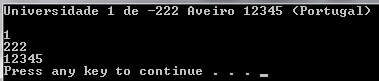 Universidade 1 de -222 Aveiro 12345 (Portugal)
1
222
12345
Press any key to continue . . . _